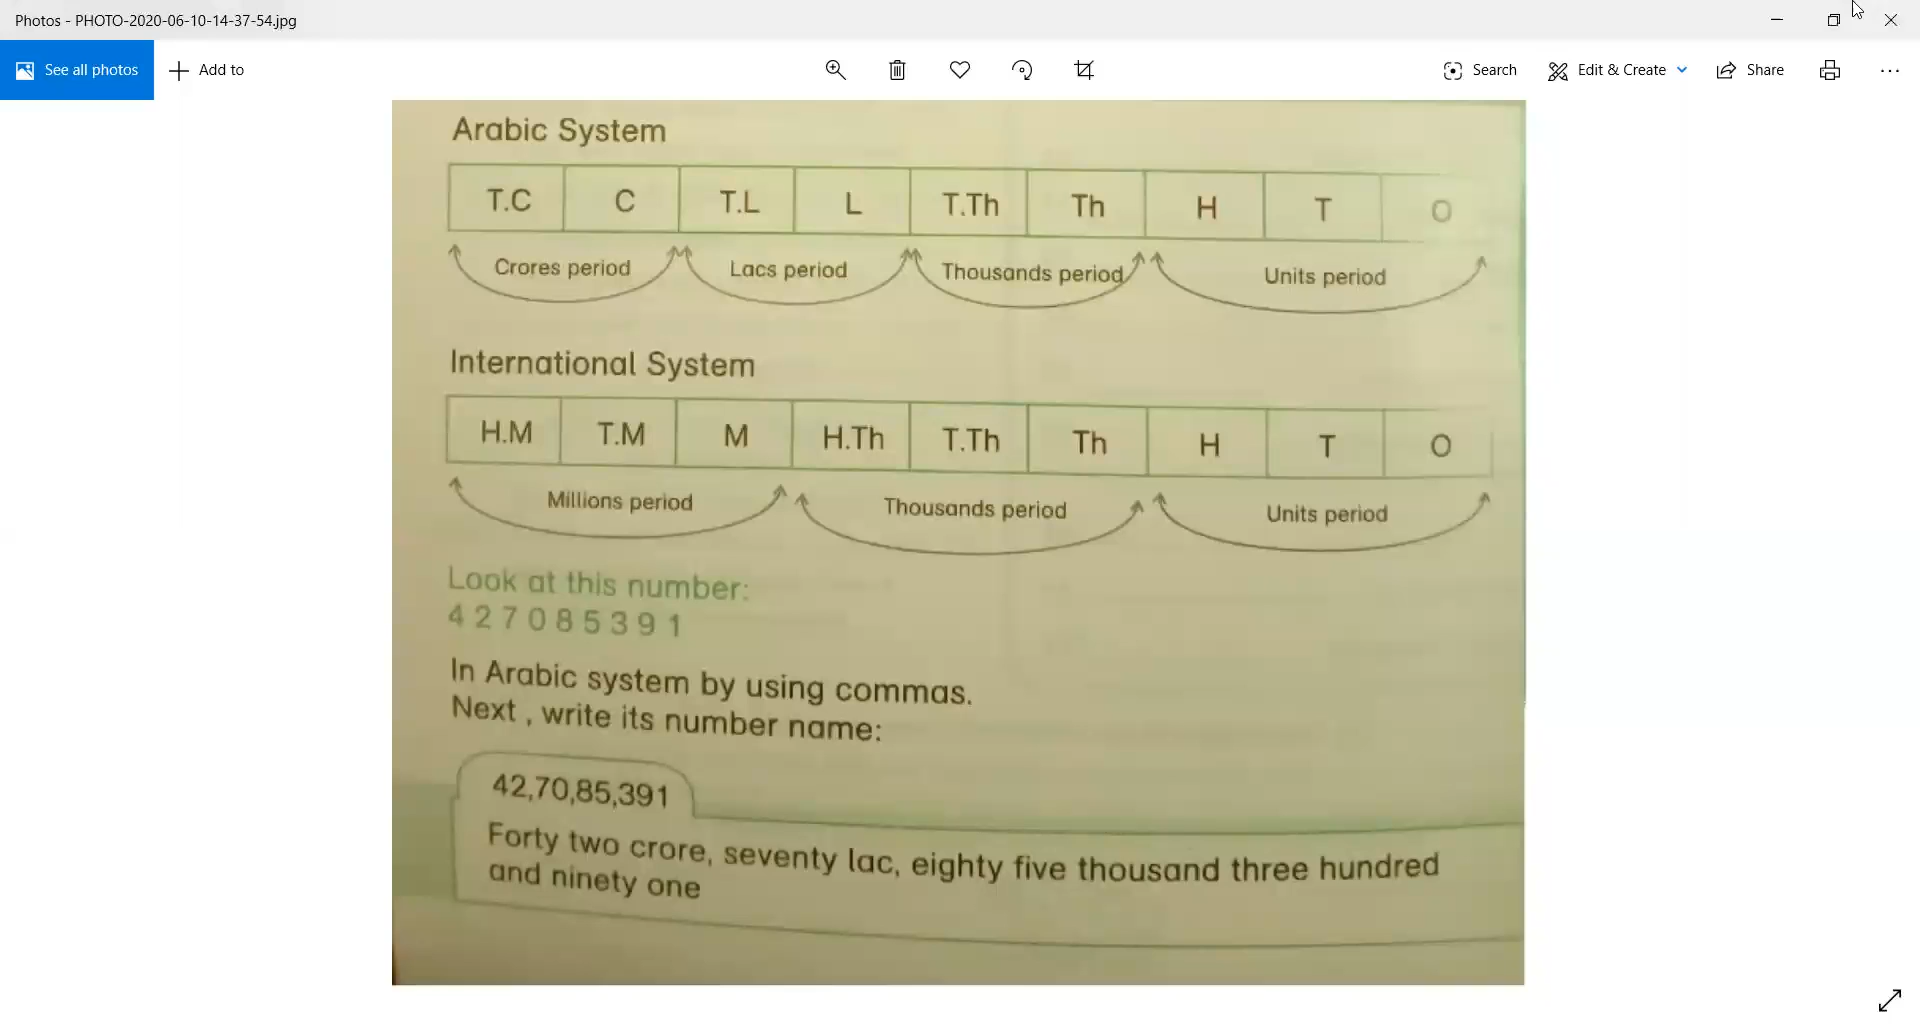 Photos - PHOTO-2020-06-10-14-37-54.jpg
See all photos
Add to
Search
Edit & Create
Share
Arabic System
T.C C T.L L T.Th Th H T O
Crores period Lacs period Thousands period Units period
International System
H.M T.M M H.Th T.Th Th H T O
Millions period Thousands period Units period
Look at this number:
4 2 7 0 8 5 3 9 1
In Arabic system by using commas.
Next , write its number name:
42,70,85,391
Forty two crore, seventy lac, eighty five thousand three hundred
and ninety one